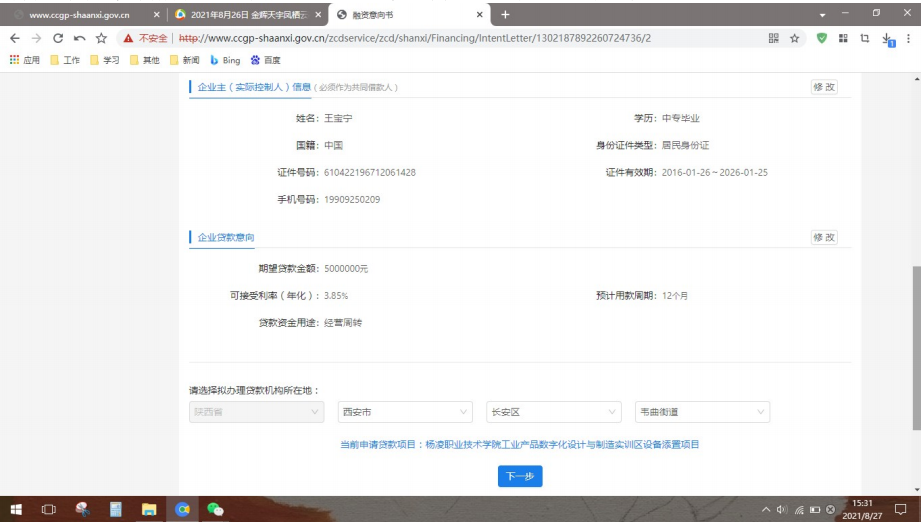 www.ccgp-shaanxi.gov.cn
2021年8月26日 金辉天宇凤栖云
融资意向书
不安全 http://www.ccgp-shaanxi.gov.cn/zcdservice/zcd/shanxi/Financing/IntentLetter/1302187892260724736/2
应用 工作 学习 其他 新闻 Bing 百度
企业主（实际控制人）信息（必须作为共同借款人） 修改
姓名：王宝宁 学历：中专毕业
国籍：中国 身份证件类型：居民身份证
证件号码：610422196712061428 证件有效期：2016-01-26～2026-01-25
手机号码：19909250209
企业贷款意向 修改
期望贷款金额：5000000元
可接受利率（年化）：3.85% 预计用款周期：12个月
贷款资金用途：经营周转
请选择拟办理贷款机构所在地：
陕西省 西安市 长安区 韦曲街道
当前申请贷款项目：杨凌职业技术学院工业产品数字化设计与制造实训区设备添置项目
下一步
15:31
2021/8/27